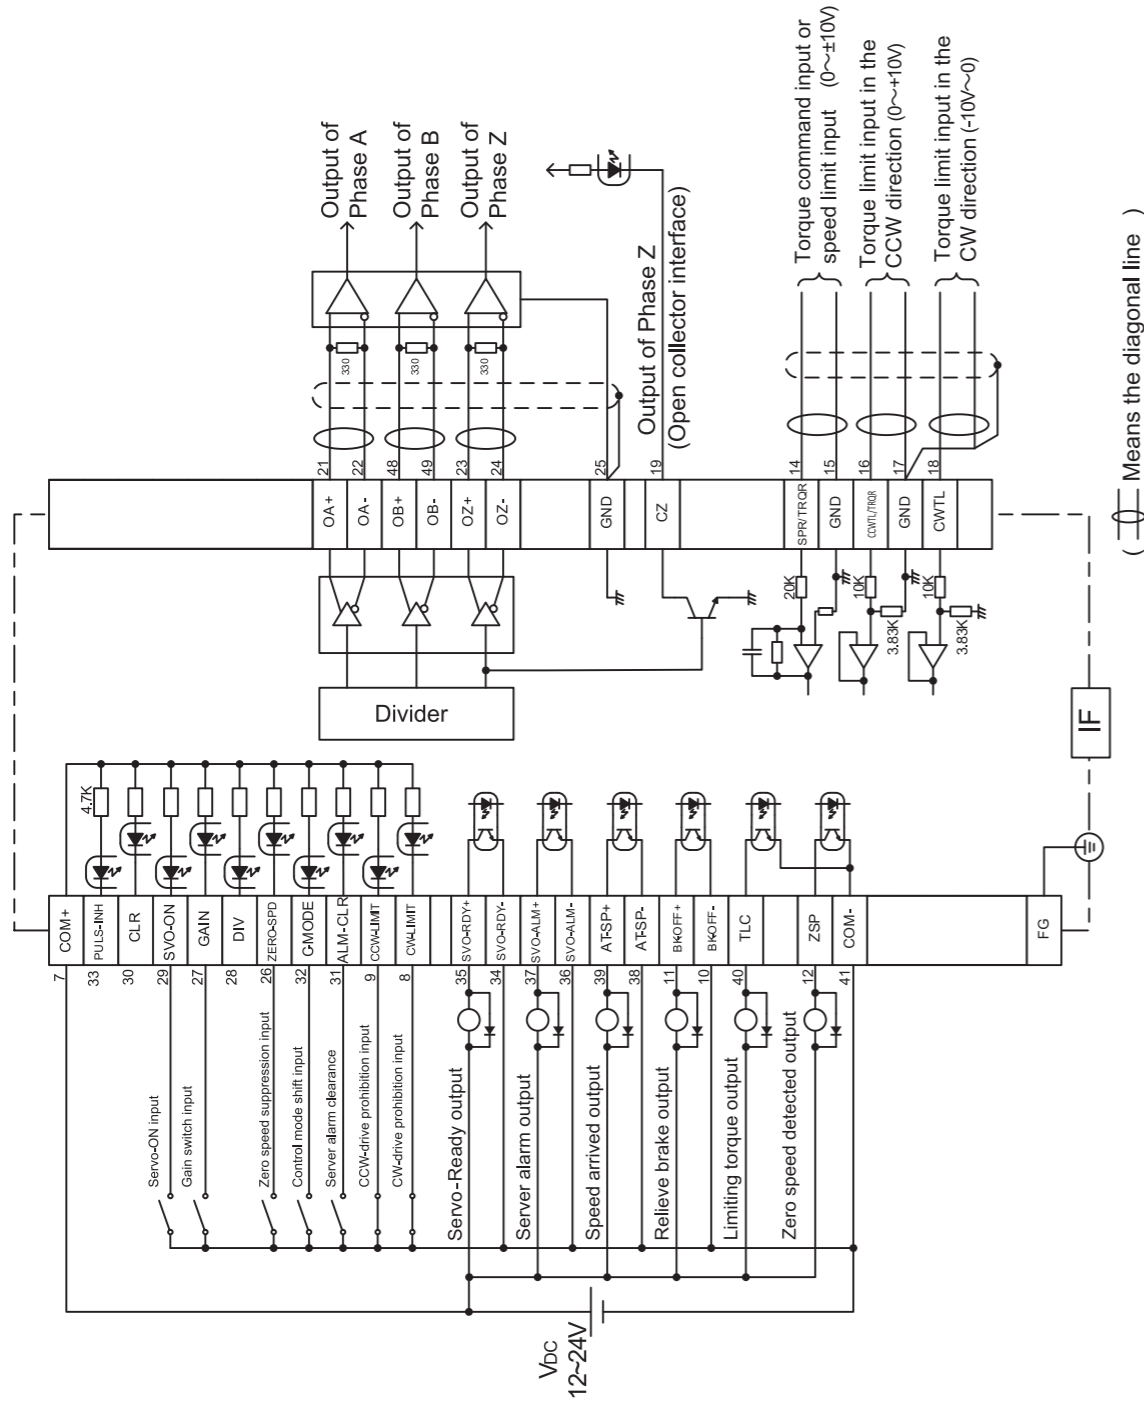 Output of
Phase A
Output of
Phase B
Output of
Phase Z
Output of Phase Z
(Open collector interface)
Torque command input or
speed limit input (0～±10V)
Torque limit input in the
CCW direction (0～+10V)
Torque limit input in the
CW direction (-10V～0)
( Means the diagonal line )
330
330
330
21
22
48
49
23
24
25
19
14
15
16
17
18
OA+
OA-
OB+
OB-
OZ+
OZ-
GND
CZ
SPR/TRQR
GND
CCWTL/TRQR
GND
CWTL
20K
10K
3.83K
10K
3.83K
Divider
IF
4.7K
COM+
PULS-INH
CLR
SVO-ON
GAIN
DIV
ZERO-SPD
C-MODE
ALM-CLR
CCW-LIMIT
CW-LIMIT
SVO-RDY+
SVO-RDY-
SVO-ALM+
SVO-ALM-
AT-SP+
AT-SP-
BK-OFF+
BK-OFF-
TLC
ZSP
COM-
FG
7
33
30
29
27
28
26
32
31
9
8
35
34
37
36
39
38
11
10
40
12
41
Servo-ON input
Gain switch input
Zero speed suppression input
Control mode shift input
Server alarm clearance
CCW-drive prohibition input
CW-drive prohibition input
Servo-Ready output
Server alarm output
Speed arrived output
Relieve brake output
Limiting torque output
Zero speed detected output
VDC
12~24V